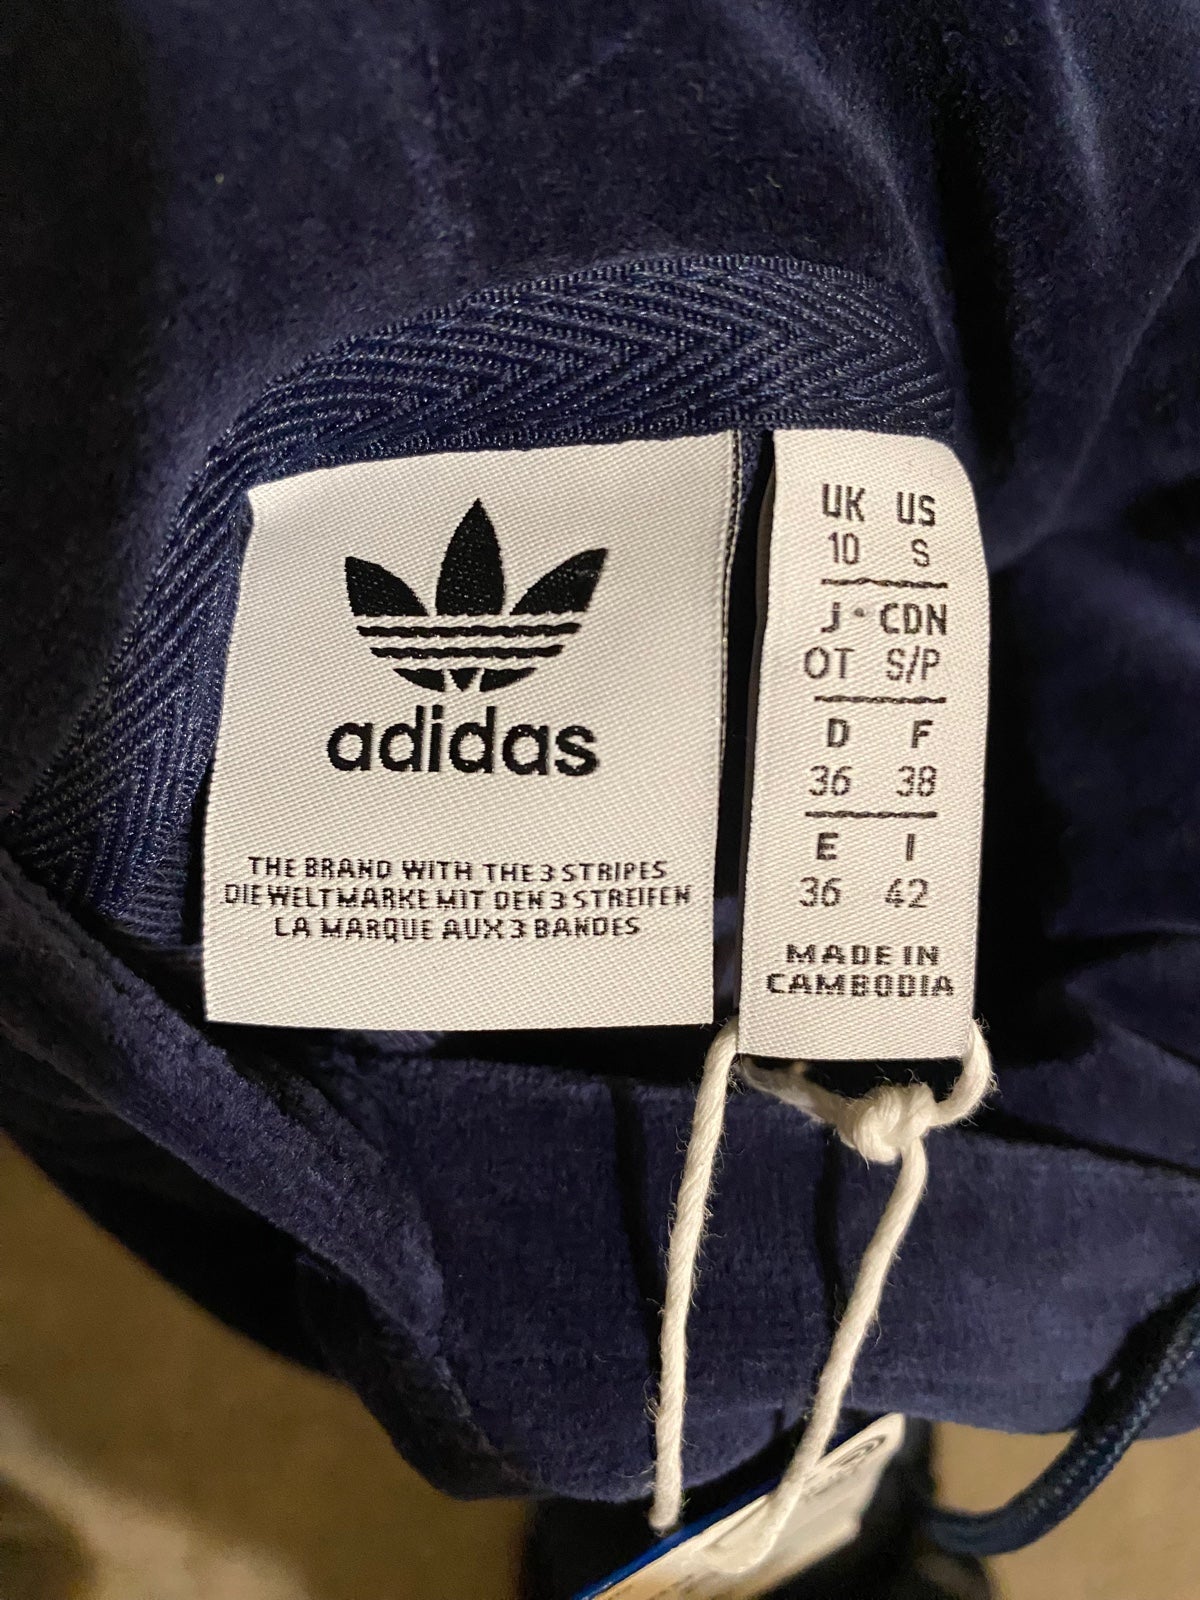 adidas
THE BRAND WITH THE 3 STRIPES
DIE WELTMARKE MIT DEN 3 STREIFEN
LA MARQUE AUX 3 BANDES
UK US
10 S
J • CDN
OT S/P
D F
36 38
E I
36 42
MADE IN
CAMBODIA